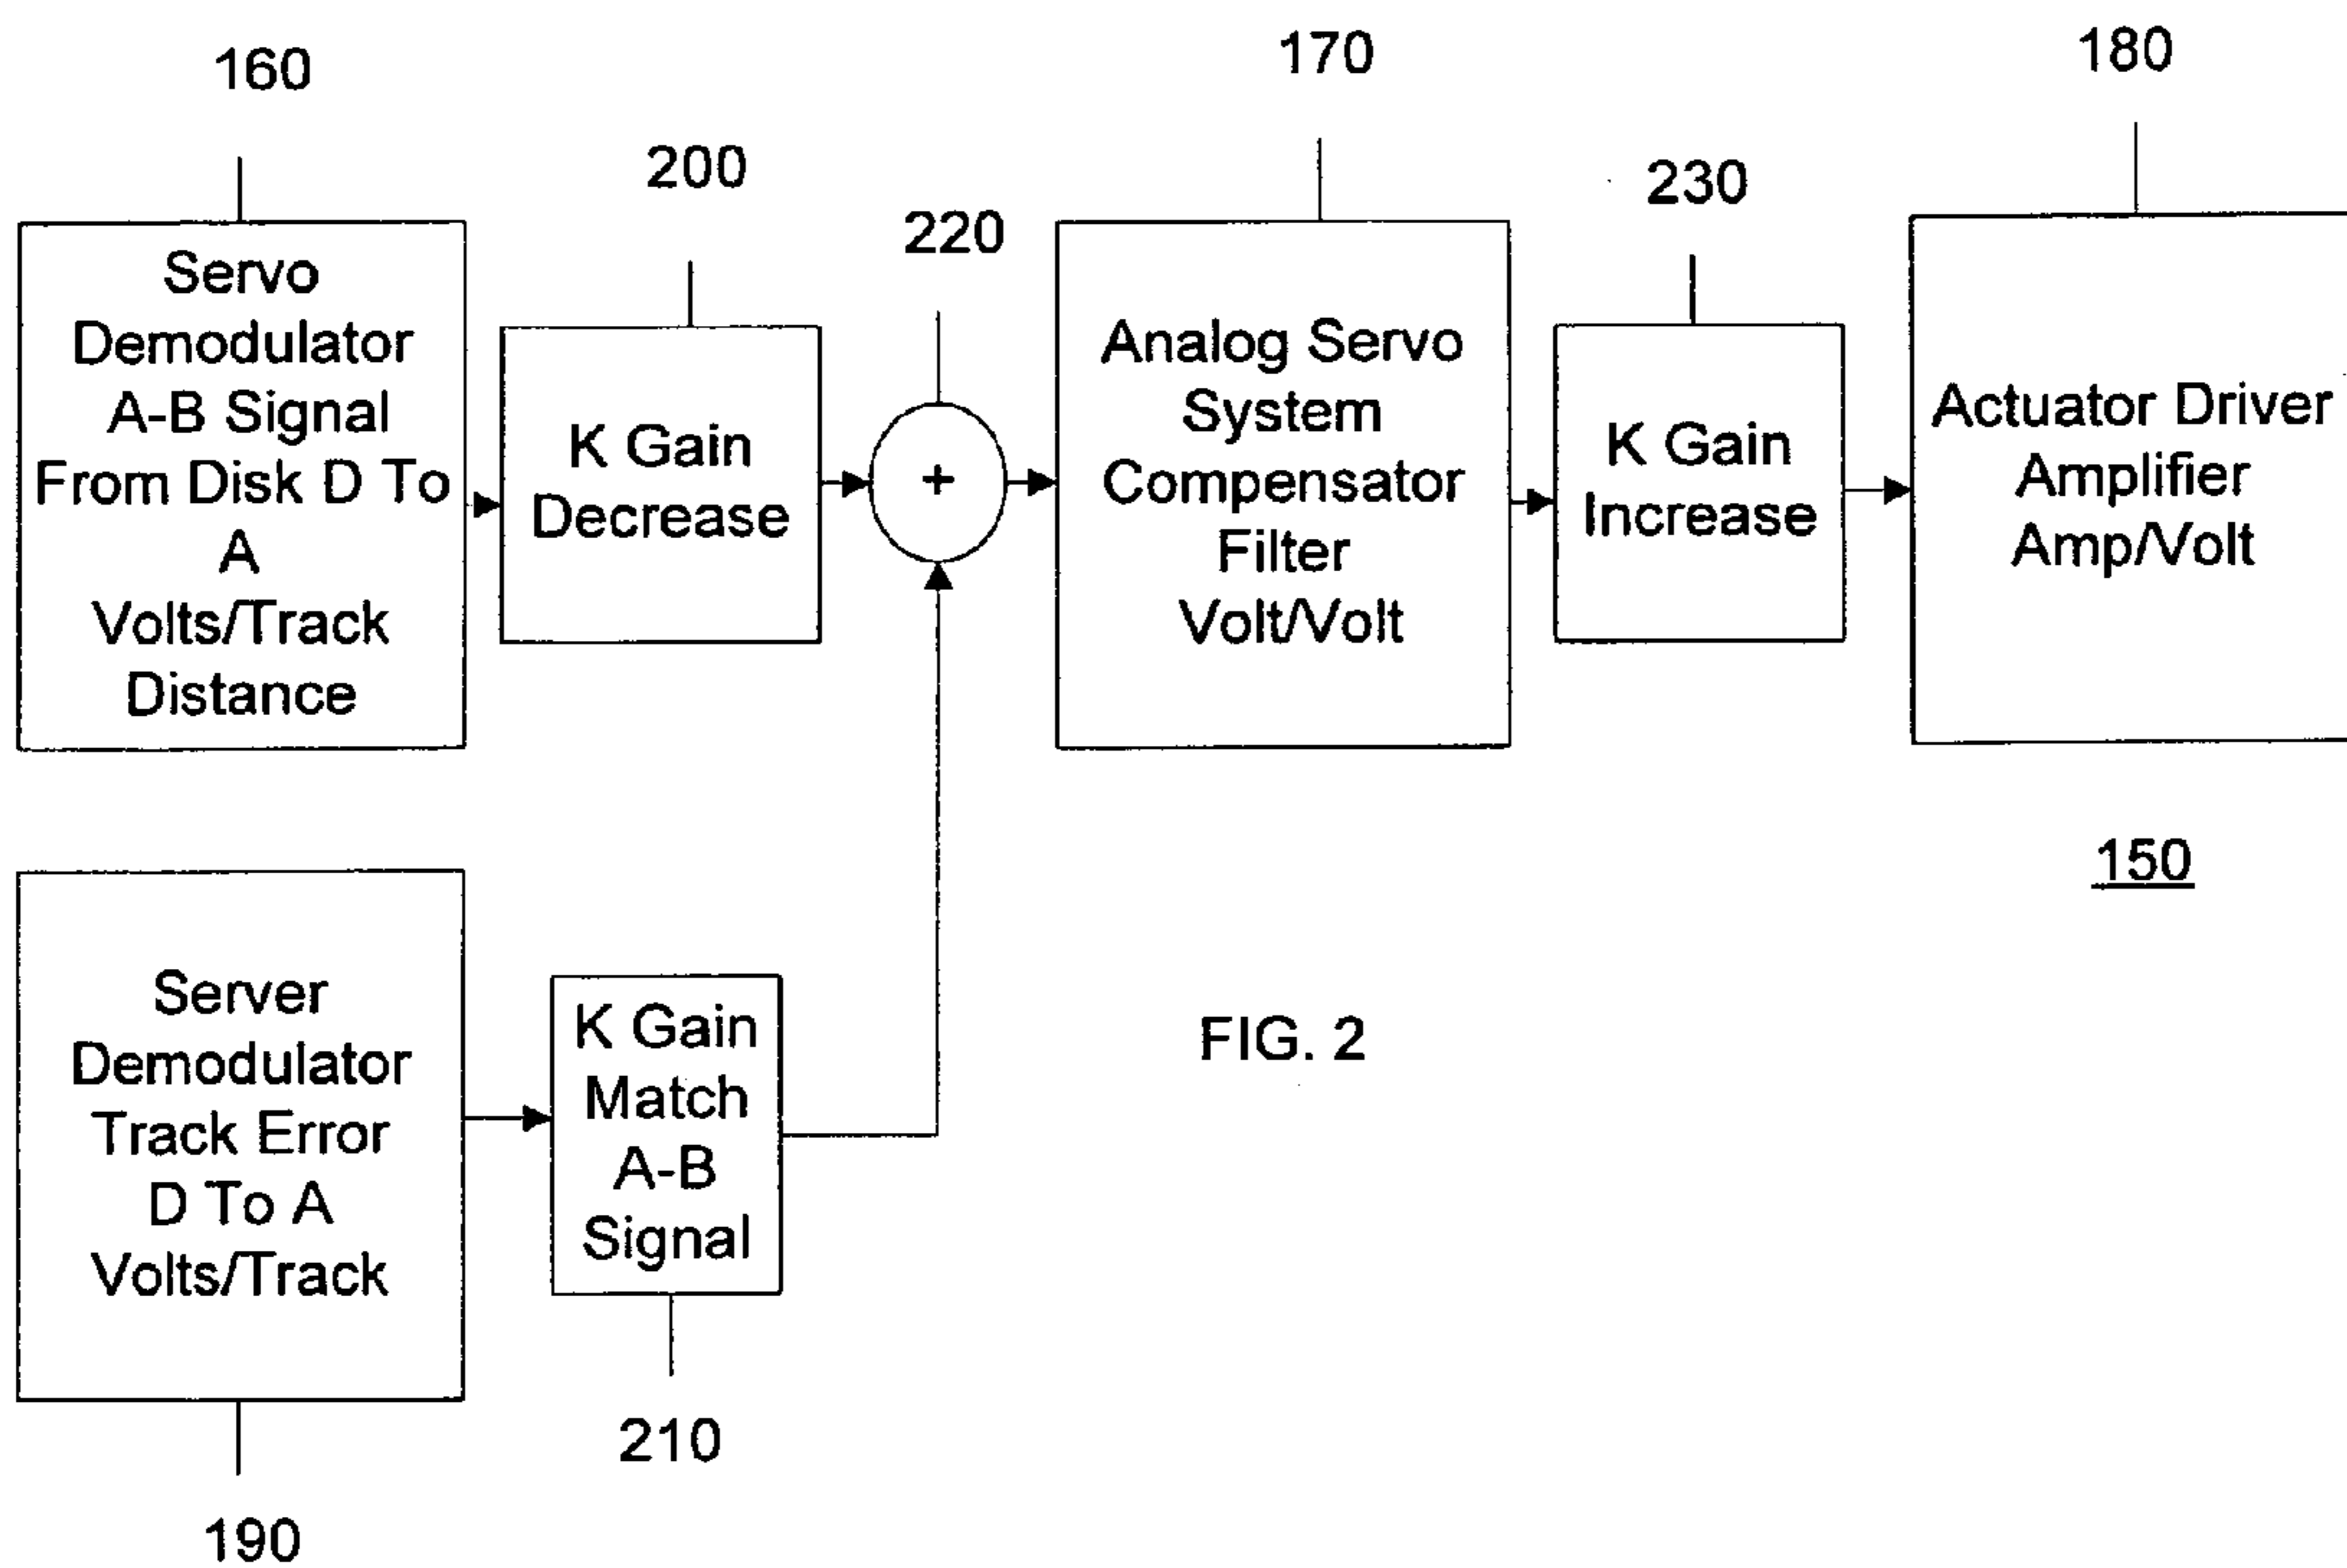 160
170
180
200
230
220
Servo
Demodulator
A-B Signal
From Disk D To
A
Volts/Track
Distance
K Gain
Decrease
+
Analog Servo
System
Compensator
Filter
Volt/Volt
K Gain
Increase
Actuator Driver
Amplifier
Amp/Volt
150
Server
Demodulator
Track Error
D To A
Volts/Track
K Gain
Match
A-B
Signal
FIG. 2
210
190